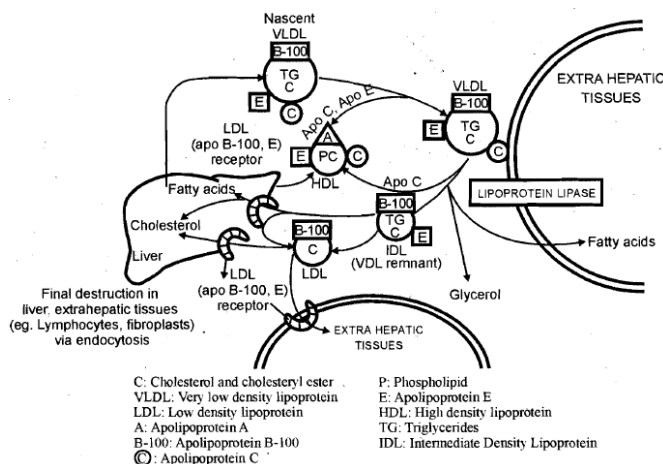 Nascent
VLDL
B-100
TG
C
E
C
VLDL
B-100
TG
C
E
C
EXTRA HEPATIC
TISSUES
Apo C, Apo E
LDL
(apo B-100, E)
receptor
A
E
PC
C
HDL
Apo C
LIPOPROTEIN LIPASE
Fatty acids
Cholesterol
Liver
B-100
TG
C
E
IDL
(VDL remnant)
B-100
C
LDL
Fatty acids
Glycerol
LDL
(apo B-100, E)
receptor
Final destruction in
liver, extrahepatic tissues
(eg. Lymphocytes, fibroplasts)
via endocytosis
EXTRA HEPATIC
TISSUES
C: Cholesterol and cholesteryl ester
VLDL: Very low density lipoprotein
LDL: Low density lipoprotein
A: Apolipoprotein A
B-100: Apolipoprotein B-100
C: Apolipoprotein C
P: Phospholipid
E: Apolipoprotein E
HDL: High density lipoprotein
TG: Triglycerides
IDL: Intermediate Density Lipoprotein